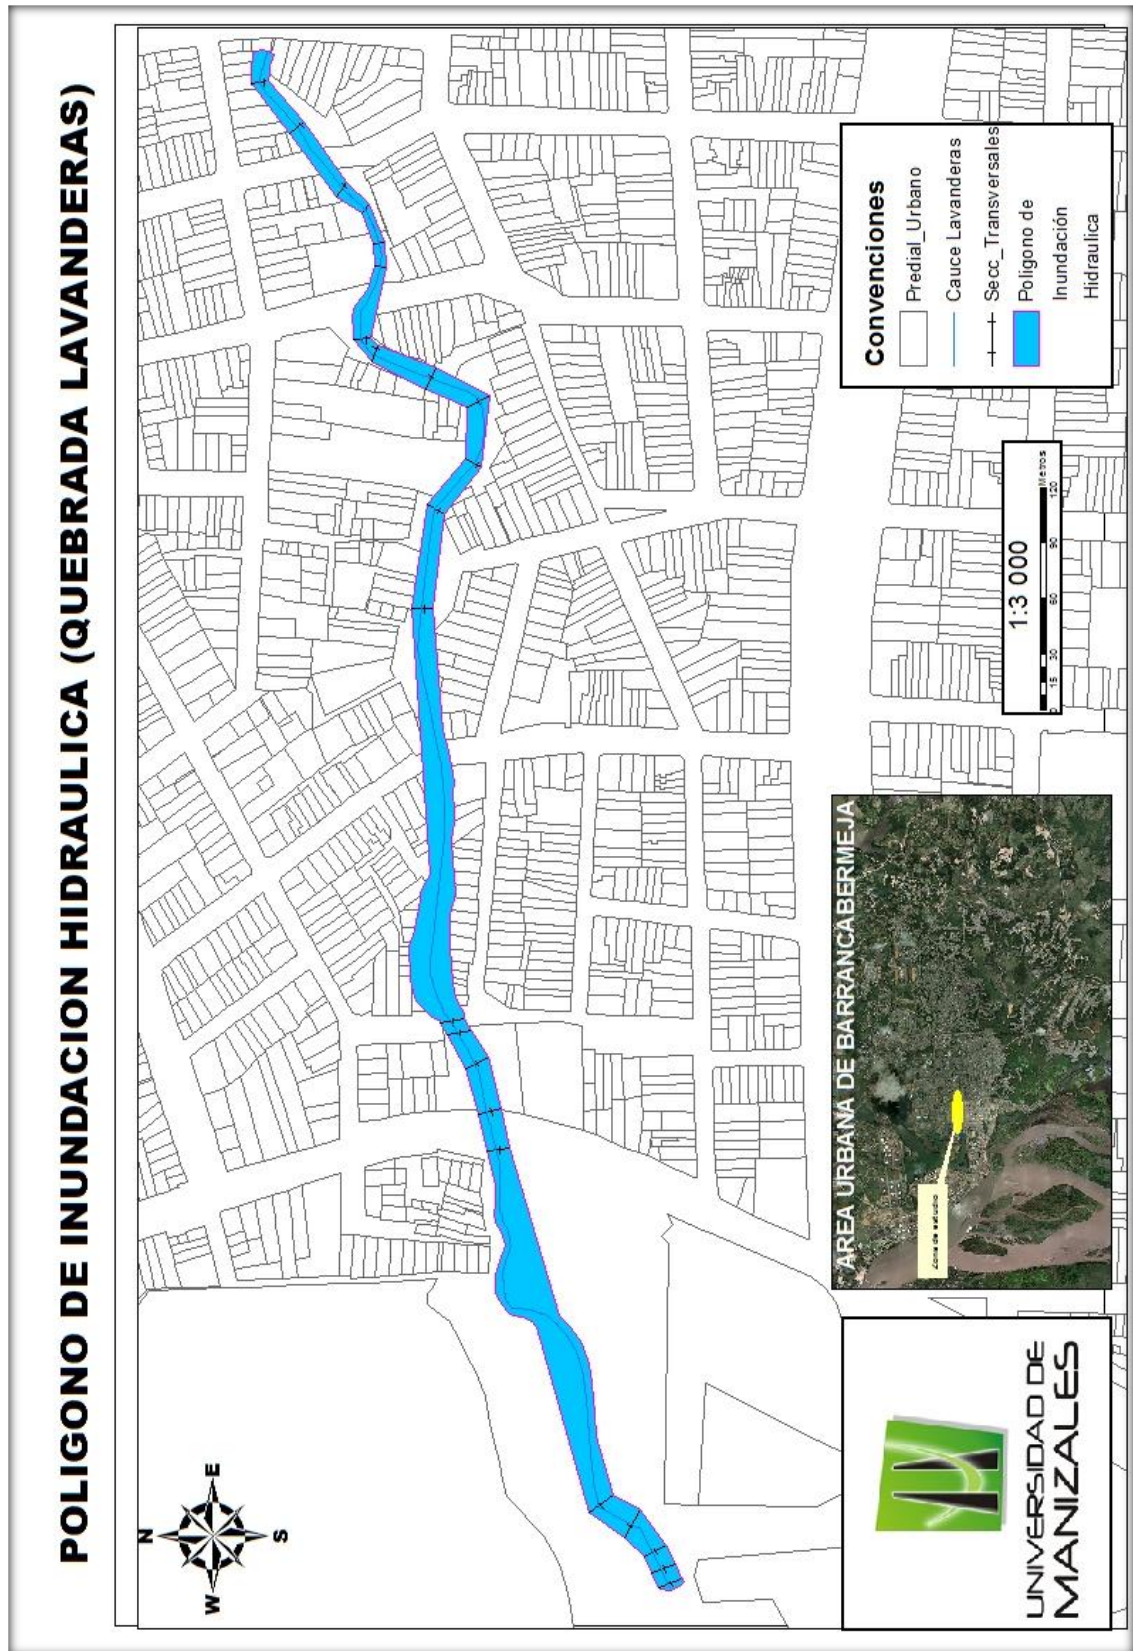 POLIGONO DE INUNDACION HIDRAULICA (QUEBRADA LAVANDERAS)
N
W
E
S
Convenciones
Predial_Urbano
Cauce Lavanderas
Secc_Transversales
Poligono de
Inundación
Hidraulica
1:3 000
0 15 30 60 90 120
Metros
AREA URBANA DE BARRANCABERMEJA
Zona de estudio
UNIVERSIDAD DE
MANIZALES